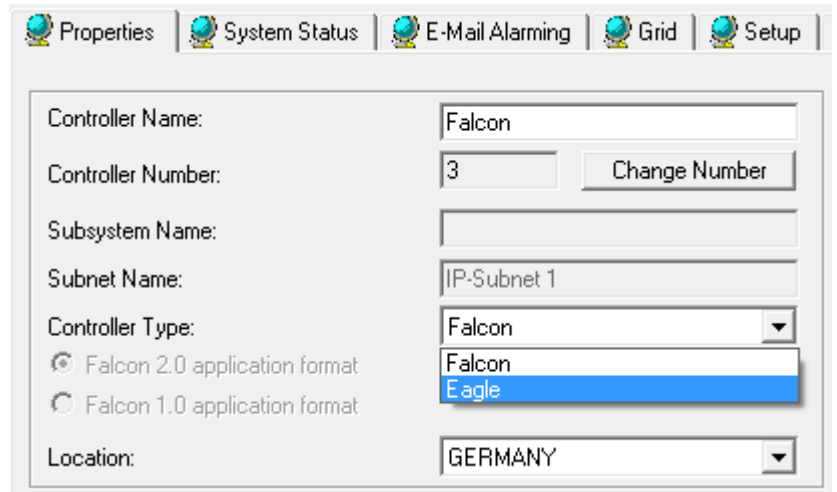 Properties System Status E-Mail Alarming Grid Setup
Controller Name: Falcon
Controller Number: 3 Change Number
Subsystem Name:
Subnet Name: IP-Subnet 1
Controller Type: Falcon
Falcon 2.0 application format Falcon
Eagle
Falcon 1.0 application format
Location: GERMANY